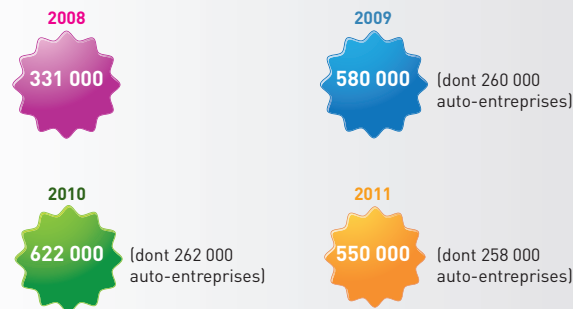 2008
331 000
2009
580 000
(dont 260 000
auto-entreprises)
2010
622 000
(dont 262 000
auto-entreprises)
2011
550 000
(dont 258 000
auto-entreprises)